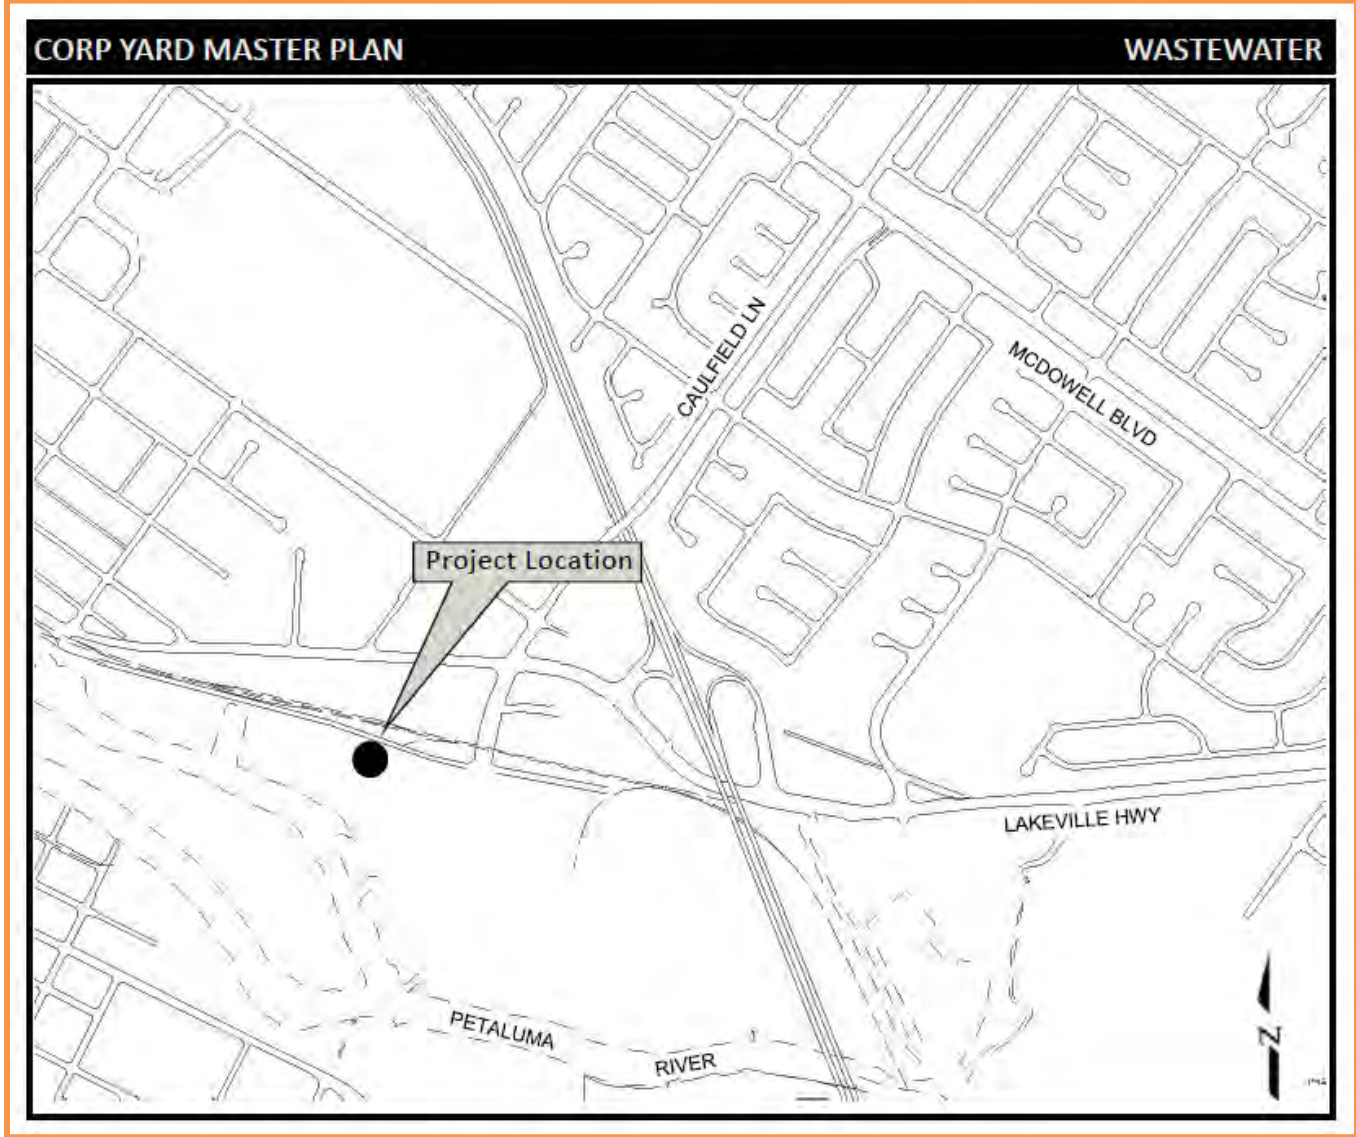 CORP YARD MASTER PLAN
WASTEWATER
CAULFIELD LN
MCDOWELL BLVD
Project Location
LAKEVILLE HWY
PETALUMA
RIVER
N